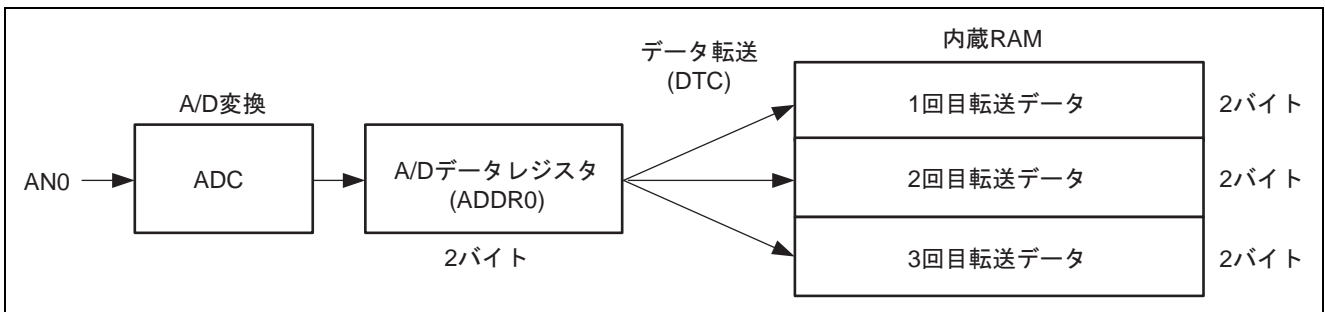 内蔵RAM
データ転送
(DTC)
A/D変換
1回目転送データ
2バイト
AN0
ADC
A/Dデータレジスタ
(ADDR0)
2回目転送データ
2バイト
2バイト
3回目転送データ
2バイト